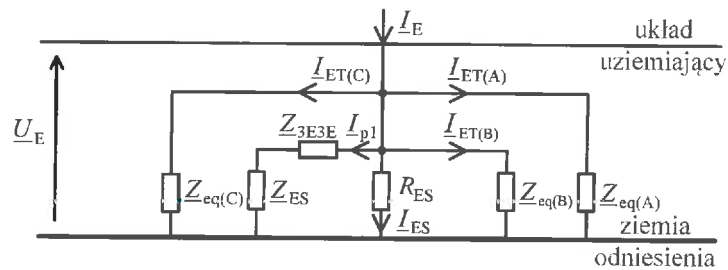 I_E
układ
uziemiający
I_ET(C)
I_ET(A)
U_E
Z_3E3E
I_p1
I_ET(B)
Z_eq(C)
Z_ES
R_ES
Z_eq(B)
Z_eq(A)
I_ES
ziemia
odniesienia